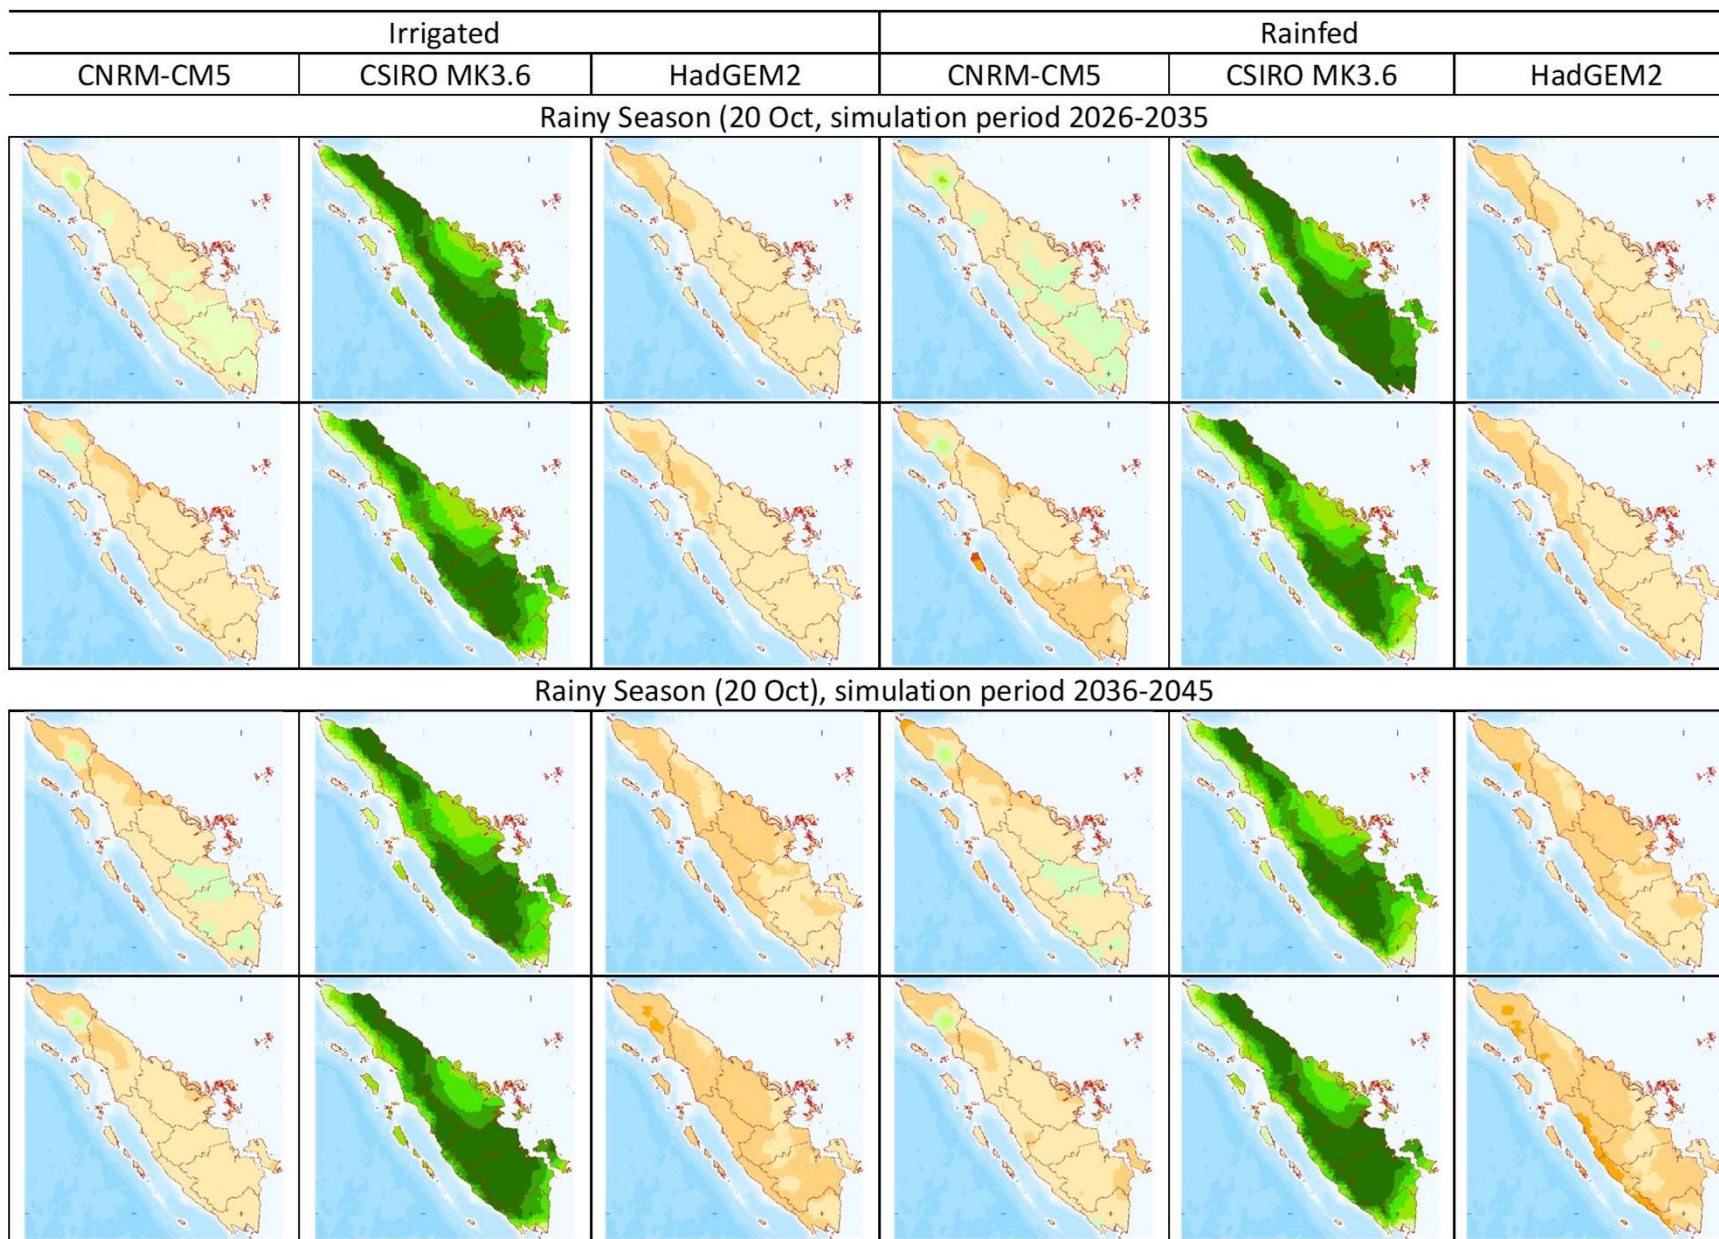 Irrigated Rainfed
CNRM-CM5 CSIRO MK3.6 HadGEM2 CNRM-CM5 CSIRO MK3.6 HadGEM2
Rainy Season (20 Oct, simulation period 2026-2035
Rainy Season (20 Oct), simulation period 2036-2045